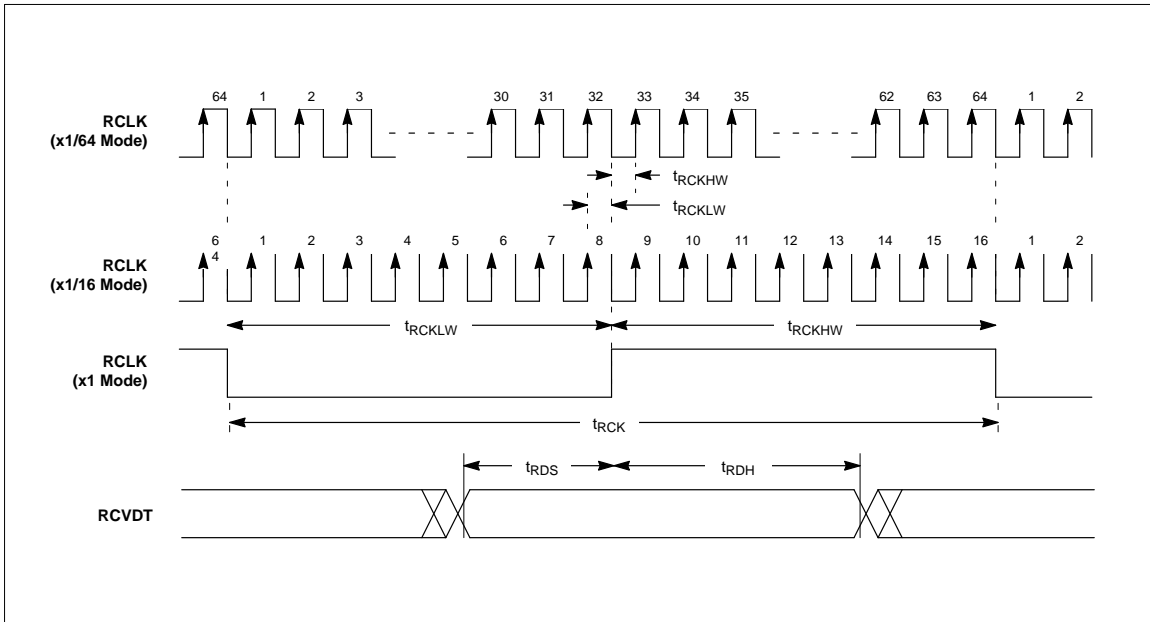 64 1 2 3 30 31 32 33 34 35 62 63 64 1 2
RCLK
(x1/64 Mode)
tRCKHW
tRCKLW
6
4
1 2 3 4 5 6 7 8 9 10 11 12 13 14 15 16 1 2
RCLK
(x1/16 Mode)
tRCKLW tRCKHW
RCLK
(x1 Mode)
tRCK
tRDS tRDH
RCVDT